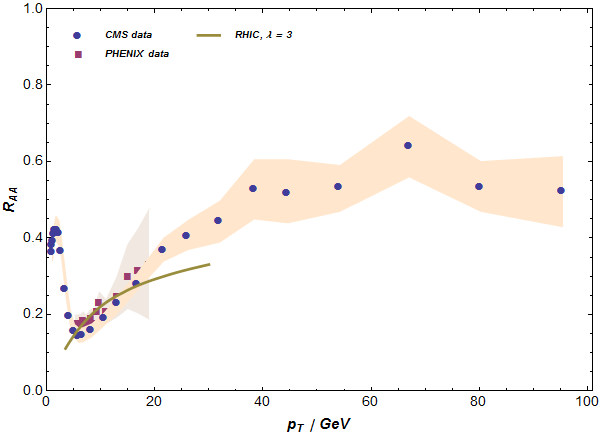 1.0
0.8
0.6
0.4
0.2
0.0
R_AA
CMS data
PHENIX data
RHIC, λ = 3
0 20 40 60 80 100
p_T / GeV